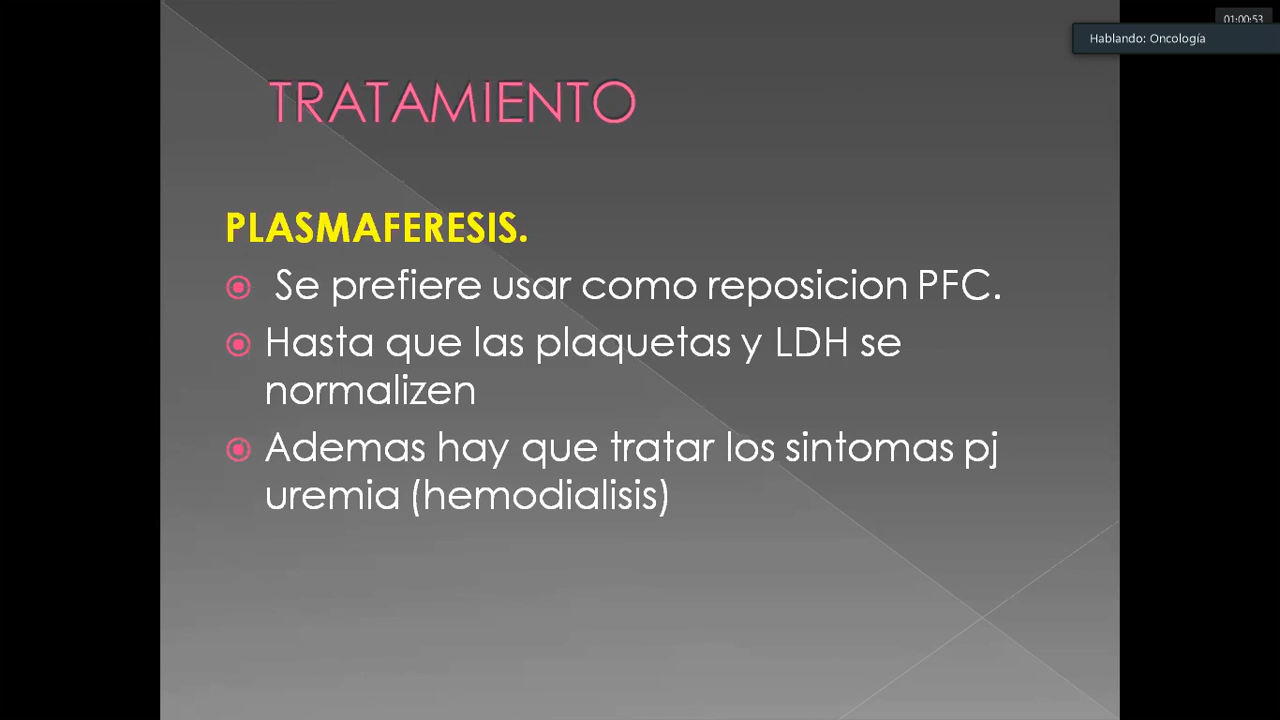 01:00:53
Hablando: Oncología
TRATAMIENTO
PLASMAFERESIS.
Se prefiere usar como reposicion PFC.
Hasta que las plaquetas y LDH se
normalizen
Ademas hay que tratar los sintomas pj
uremia (hemodialisis)